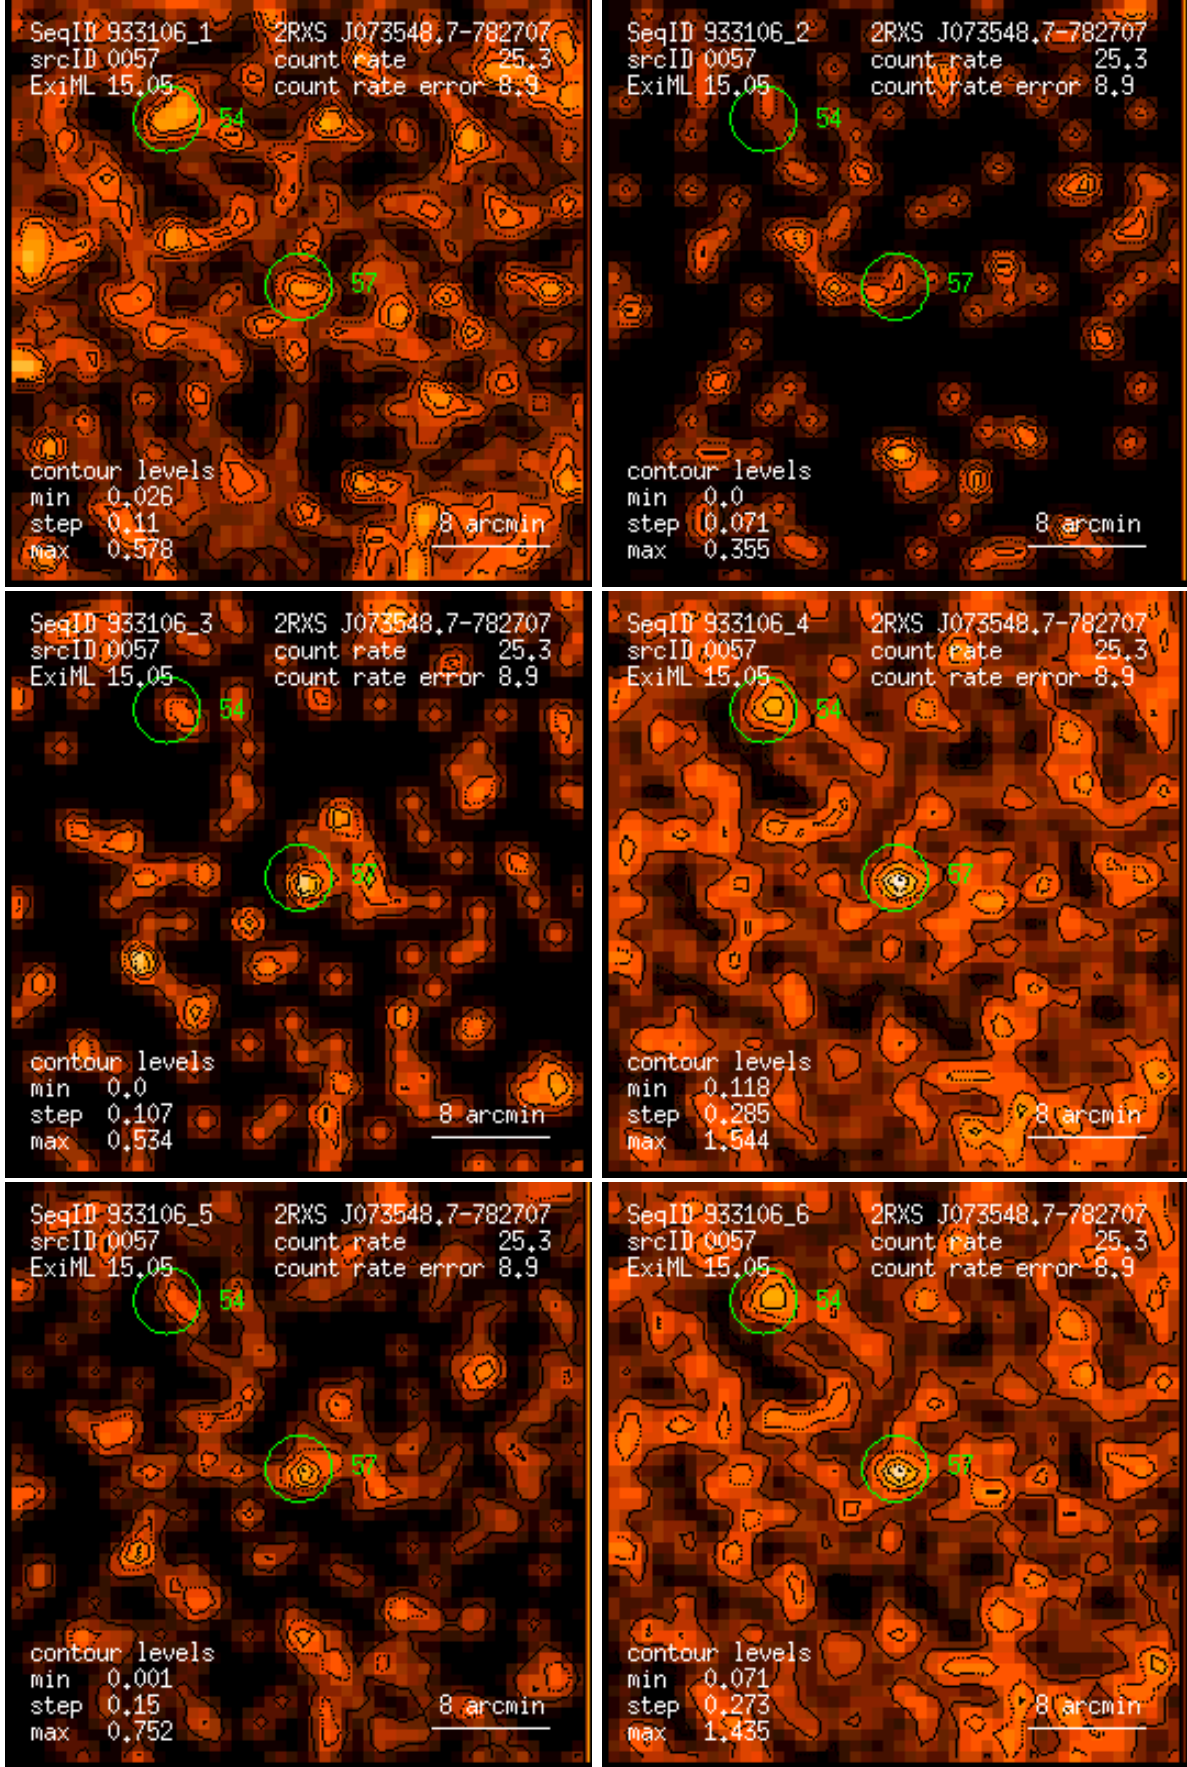 SeqID 933106_1 2RXS J073548.7-782707
srcID 0057 count rate 25.3
ExiML 15.05 count rate error 8.9
54
57
contour levels
min 0.026
step 0.11
max 0.578
8 arcmin
SeqID 933106_2 2RXS J073548.7-782707
srcID 0057 count rate 25.3
ExiML 15.05 count rate error 8.9
54
57
contour levels
min 0.0
step 0.071
max 0.355
8 arcmin
SeqID 933106_3 2RXS J073548.7-782707
srcID 0057 count rate 25.3
ExiML 15.05 count rate error 8.9
54
57
contour levels
min 0.0
step 0.107
max 0.534
8 arcmin
SeqID 933106_4 2RXS J073548.7-782707
srcID 0057 count rate 25.3
ExiML 15.05 count rate error 8.9
54
57
contour levels
min 0.118
step 0.285
max 1.544
8 arcmin
SeqID 933106_5 2RXS J073548.7-782707
srcID 0057 count rate 25.3
ExiML 15.05 count rate error 8.9
54
57
contour levels
min 0.001
step 0.15
max 0.752
8 arcmin
SeqID 933106_6 2RXS J073548.7-782707
srcID 0057 count rate 25.3
ExiML 15.05 count rate error 8.9
54
57
contour levels
min 0.071
step 0.273
max 1.435
8 arcmin